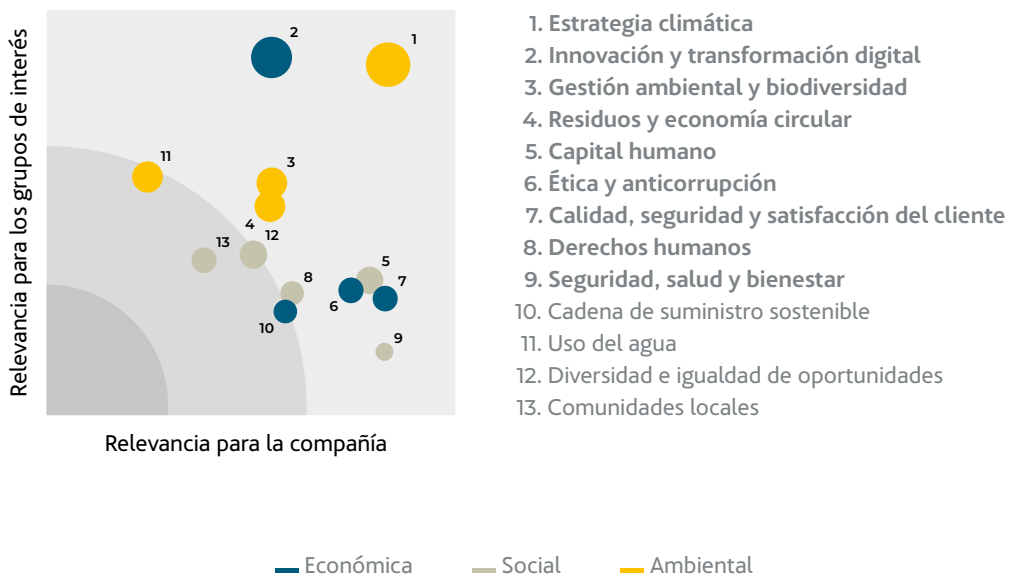 Relevancia para los grupos de interés
2
1
11
3
4
12
13
5
8
7
6
10
9
Relevancia para la compañía
1. Estrategia climática
2. Innovación y transformación digital
3. Gestión ambiental y biodiversidad
4. Residuos y economía circular
5. Capital humano
6. Ética y anticorrupción
7. Calidad, seguridad y satisfacción del cliente
8. Derechos humanos
9. Seguridad, salud y bienestar
10. Cadena de suministro sostenible
11. Uso del agua
12. Diversidad e igualdad de oportunidades
13. Comunidades locales
Económica
Social
Ambiental